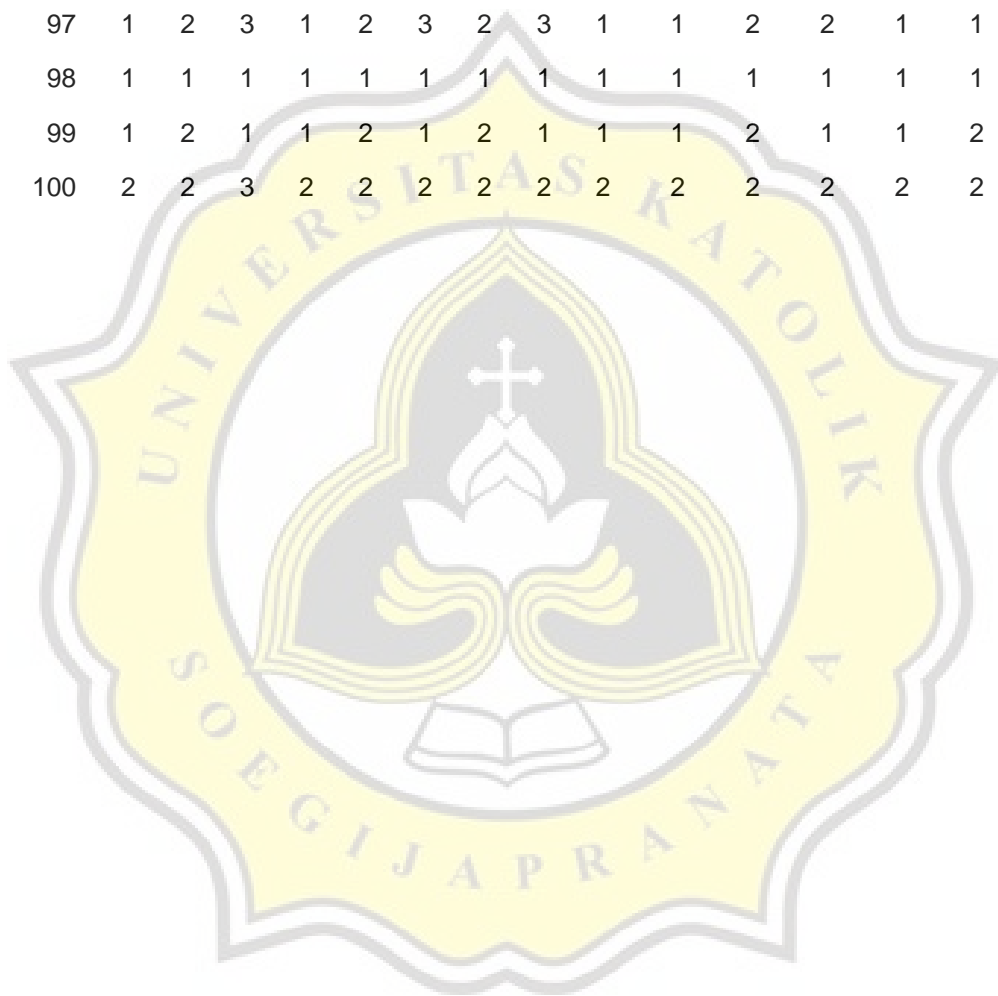 97 1 2 3 1 2 3 2 3 1 1 2 2 1 1
98 1 1 1 1 1 1 1 1 1 1 1 1 1 1
99 1 2 1 1 2 1 2 1 1 1 2 1 1 2
100 2 2 3 2 2 2 2 2 2 2 2 2 2 2
UNIVERSITAS KATOLIK
SOEGIJAPRANATA